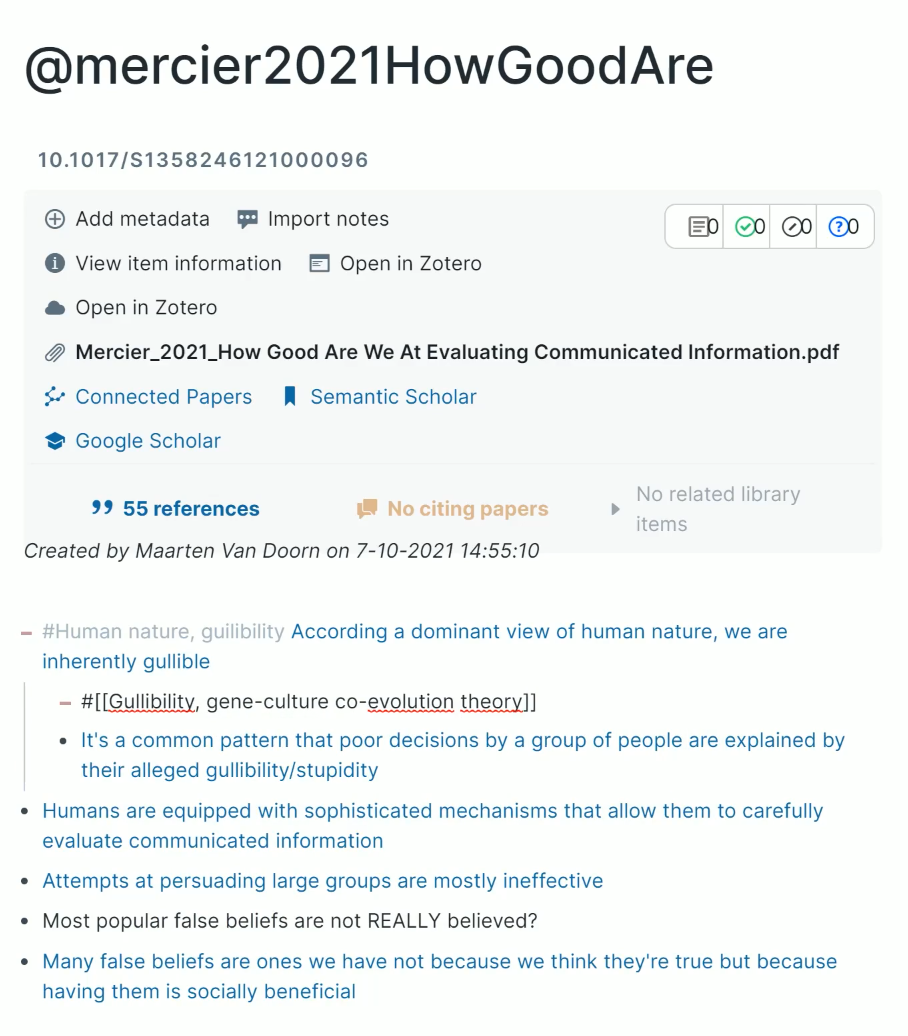 @mercier2021HowGoodAre
10.1017/S1358246121000096
Add metadata Import notes 0 0 0 0
View item information Open in Zotero
Open in Zotero
Mercier_2021_How Good Are We At Evaluating Communicated Information.pdf
Connected Papers Semantic Scholar
Google Scholar
55 references No citing papers No related library
items
Created by Maarten Van Doorn on 7-10-2021 14:55:10
#Human nature, guilibility According a dominant view of human nature, we are
inherently gullible
#[[Gullibility, gene-culture co-evolution theory]]
It's a common pattern that poor decisions by a group of people are explained by
their alleged gullibility/stupidity
Humans are equipped with sophisticated mechanisms that allow them to carefully
evaluate communicated information
Attempts at persuading large groups are mostly ineffective
Most popular false beliefs are not REALLY believed?
Many false beliefs are ones we have not because we think they're true but because
having them is socially beneficial